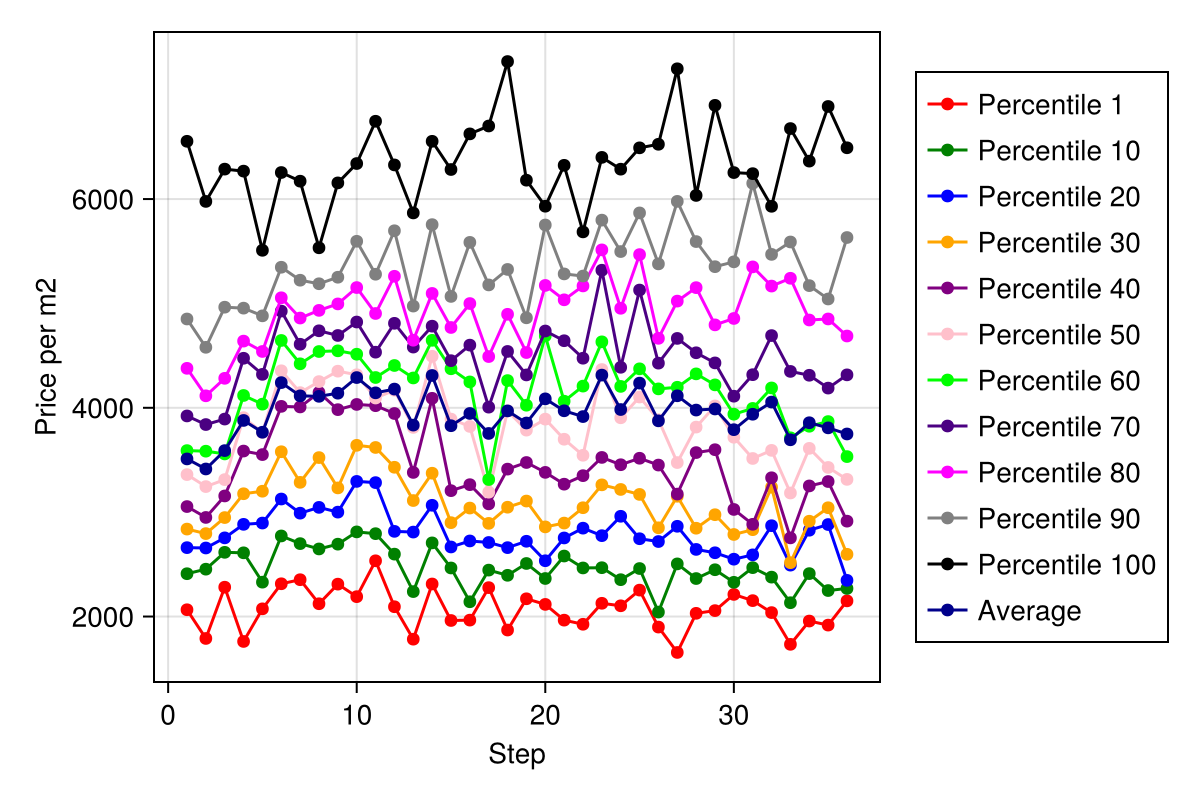 Price per m2
6000
4000
2000
0
10
20
30
Step
Percentile 1
Percentile 10
Percentile 20
Percentile 30
Percentile 40
Percentile 50
Percentile 60
Percentile 70
Percentile 80
Percentile 90
Percentile 100
Average